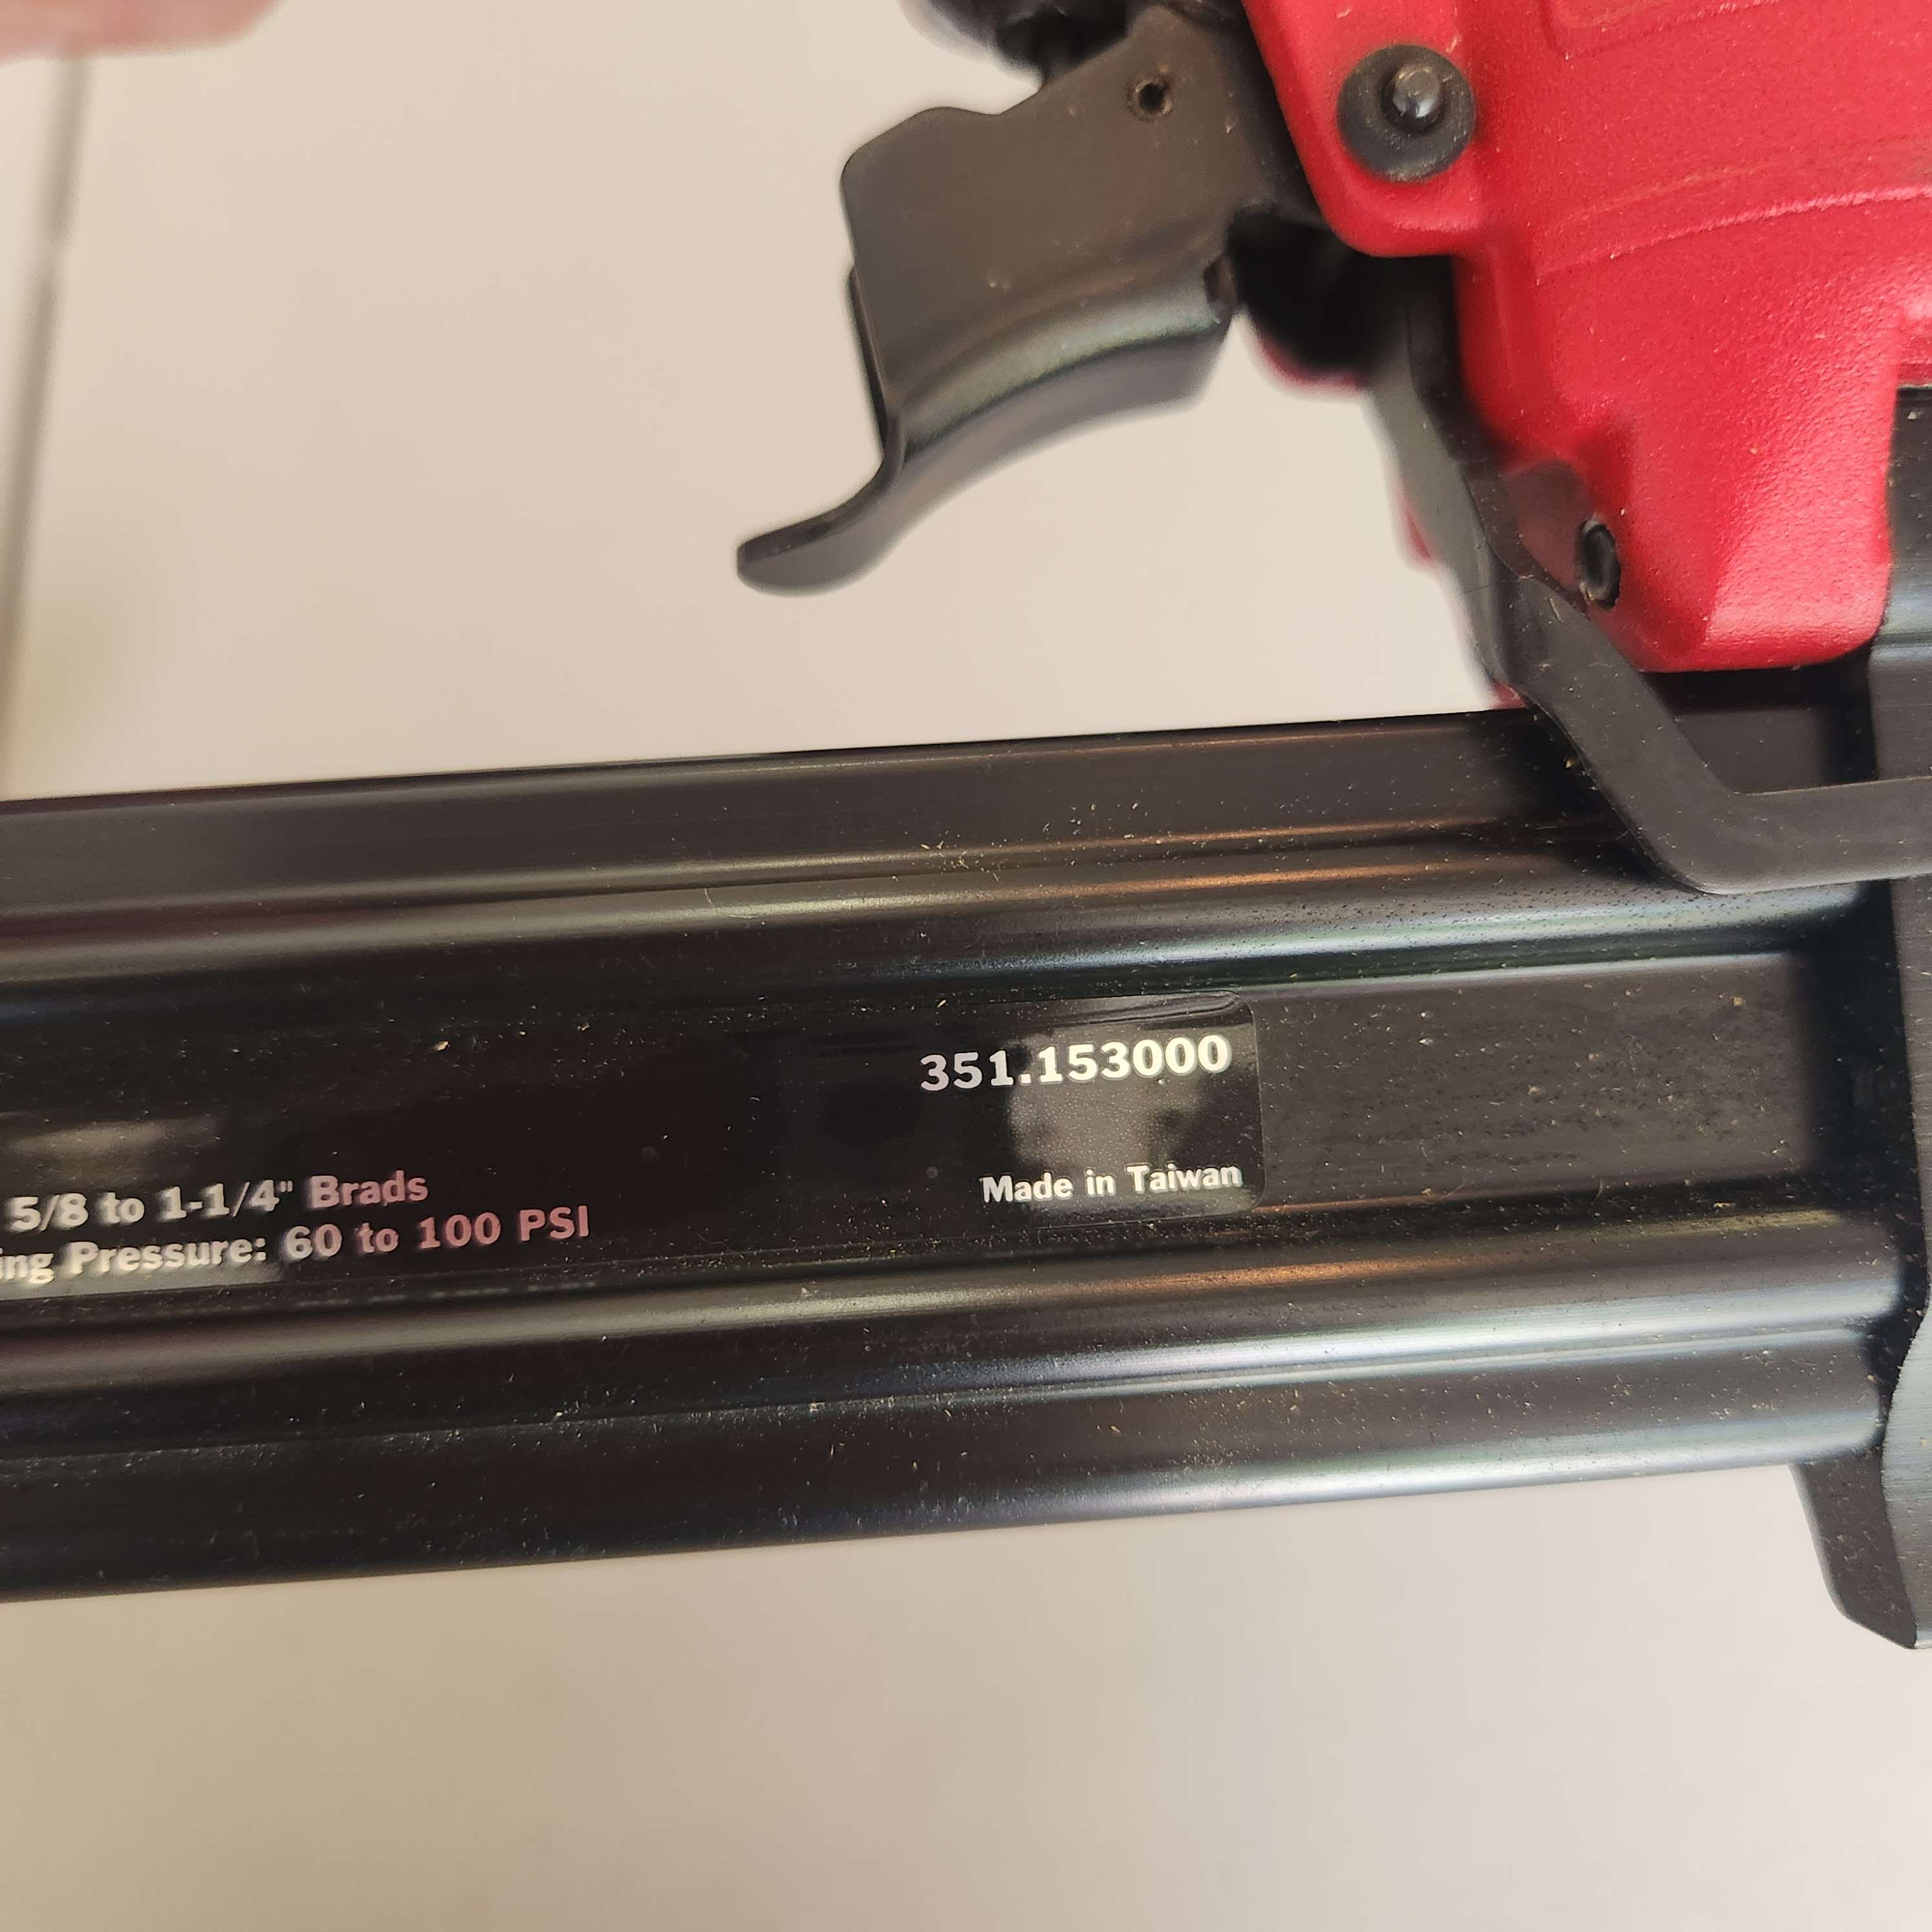 351.153000
Made in Taiwan
5/8 to 1-1/4" Brads
Pressure: 60 to 100 PSI